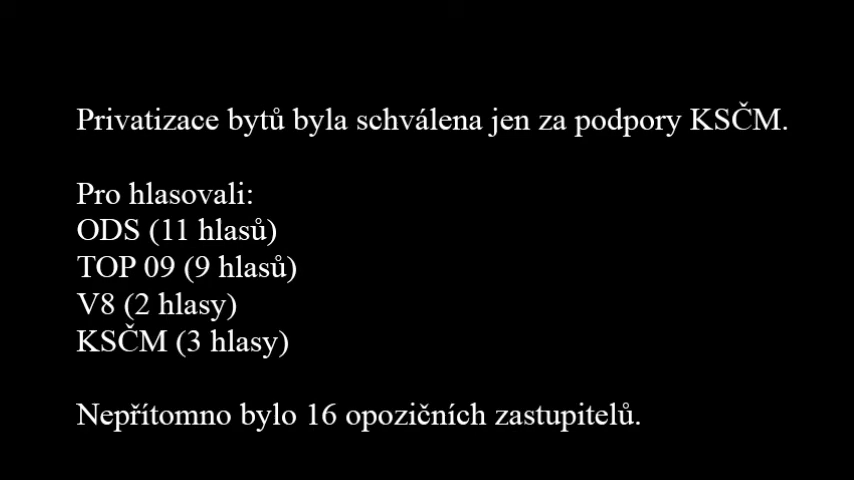 Privatizace bytů byla schválena jen za podpory KSČM.
Pro hlasovali:
ODS (11 hlasů)
TOP 09 (9 hlasů)
V8 (2 hlasy)
KSČM (3 hlasy)
Nepřítomno bylo 16 opozičních zastupitelů.